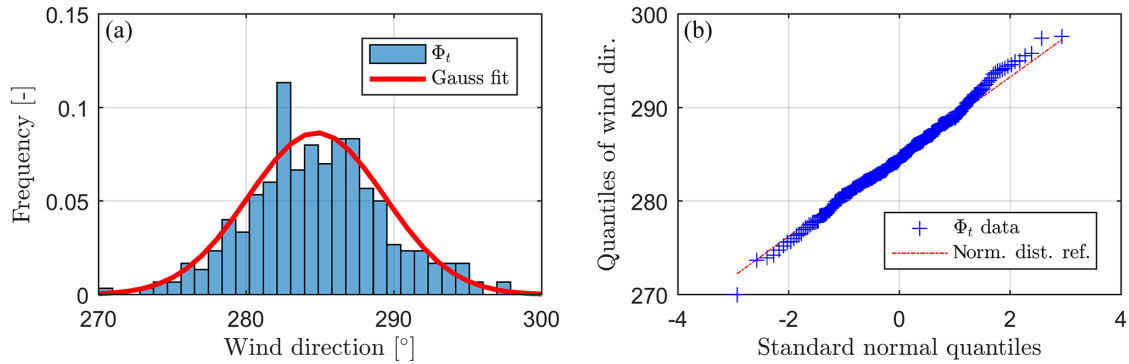 (a)
Φt
Gauss fit
0.15
0.1
0.05
0
Frequency [-]
270
280
290
300
Wind direction [°]
(b)
Φt data
Norm. dist. ref.
300
290
280
270
Quantiles of wind dir.
-4
-2
0
2
4
Standard normal quantiles